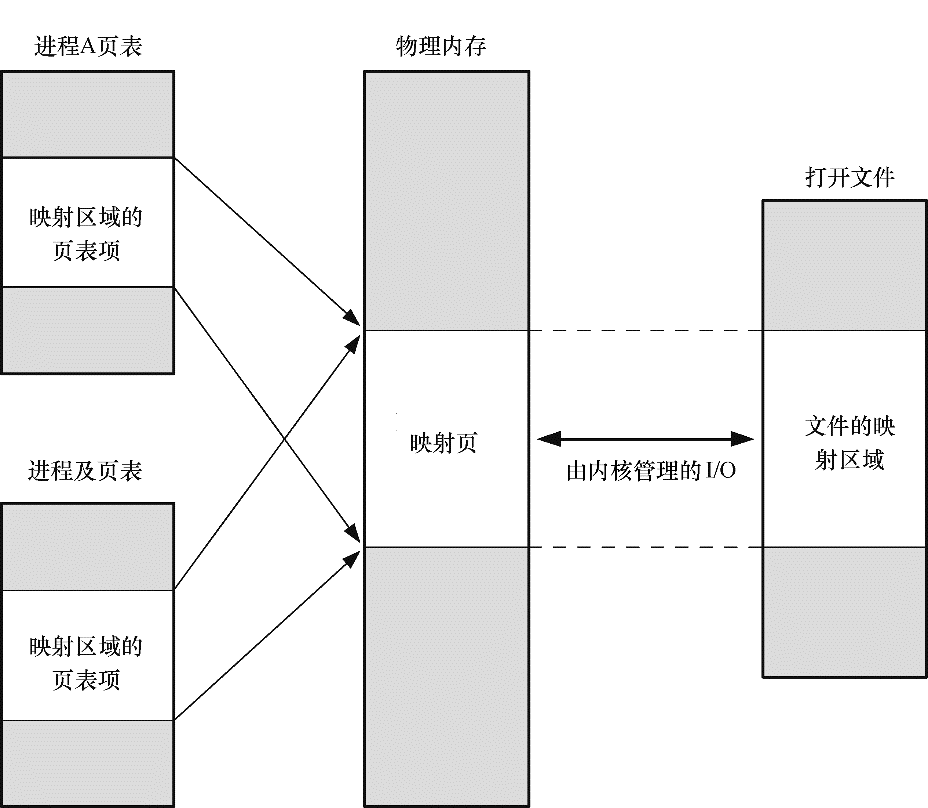 进程A页表
映射区域的
页表项
进程及页表
映射区域的
页表项
物理内存
映射页
由内核管理的I/O
打开文件
文件的映
射区域